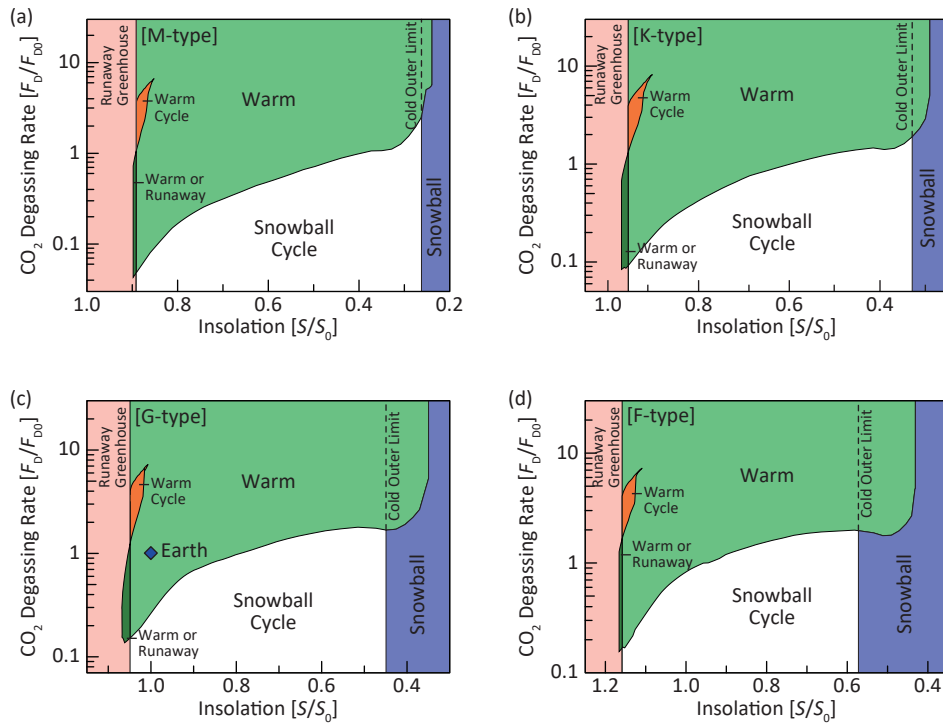 (a)
CO2 Degassing Rate [FD/FD0]
10
1
0.1
Runaway
Greenhouse
[M-type]
Warm
Cycle
Warm
Cold Outer Limit
Warm or
Runaway
Snowball
Cycle
Snowball
1.0 0.8 0.6 0.4 0.2
Insolation [S/S0]
(b)
CO2 Degassing Rate [FD/FD0]
10
1
0.1
Runaway
Greenhouse
[K-type]
Warm
Cycle
Warm
Cold Outer Limit
Warm or
Runaway
Snowball
Cycle
Snowball
1.0 0.8 0.6 0.4
Insolation [S/S0]
(c)
CO2 Degassing Rate [FD/FD0]
10
1
0.1
Runaway
Greenhouse
[G-type]
Warm
Cycle
Warm
Cold Outer Limit
Earth
Warm or
Runaway
Snowball
Cycle
Snowball
1.0 0.8 0.6 0.4
Insolation [S/S0]
(d)
CO2 Degassing Rate [FD/FD0]
10
1
0.1
Runaway
Greenhouse
[F-type]
Warm
Cycle
Warm
Cold Outer Limit
Warm or
Runaway
Snowball
Cycle
Snowball
1.2 1.0 0.8 0.6 0.4
Insolation [S/S0]